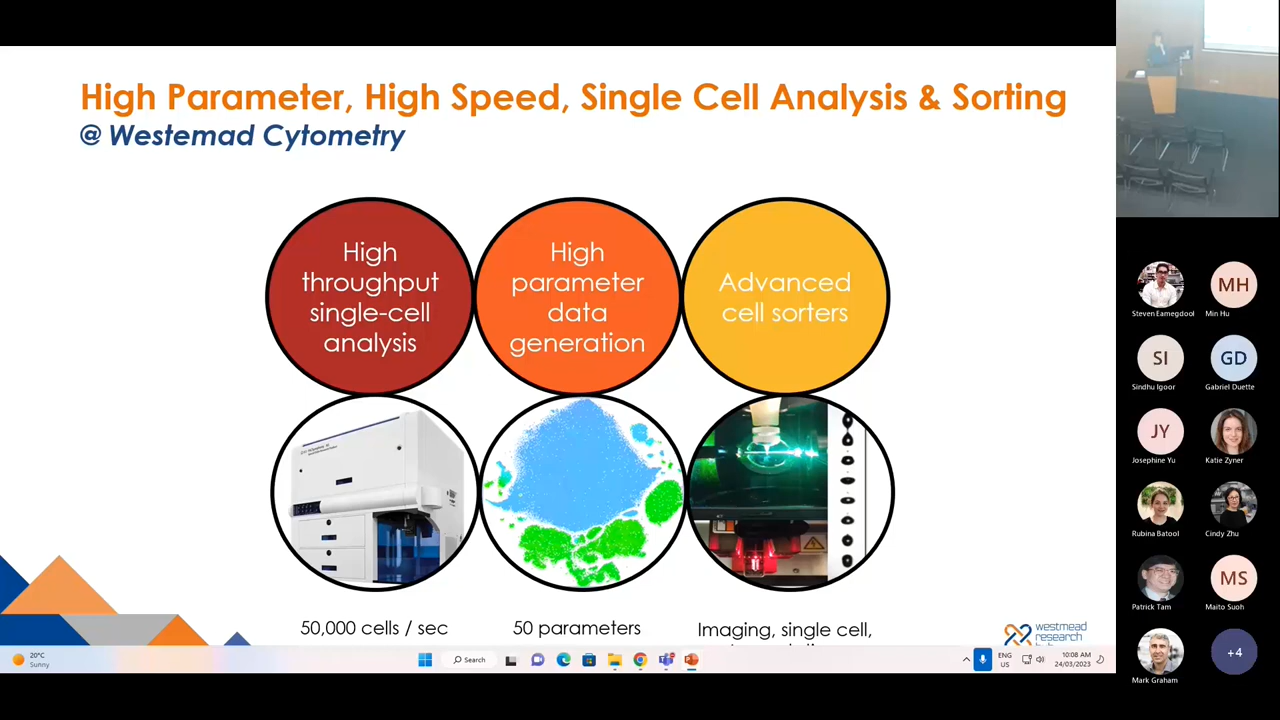 High Parameter, High Speed, Single Cell Analysis & Sorting
@ Westemad Cytometry
High
throughput
single-cell
analysis
High
parameter
data
generation
Advanced
cell sorters
50,000 cells / sec
50 parameters
Imaging, single cell,
westmead
research
20°C
Sunny
Search
ENG
US
10:08 AM
24/03/2023
Steven Eamegdool
MH
Min Hu
SI
Sindhu Igoor
GD
Gabriel Duette
JY
Josephine Yu
Katie Zyner
Rubina Batool
Cindy Zhu
Patrick Tam
MS
Maito Suoh
Mark Graham
+4